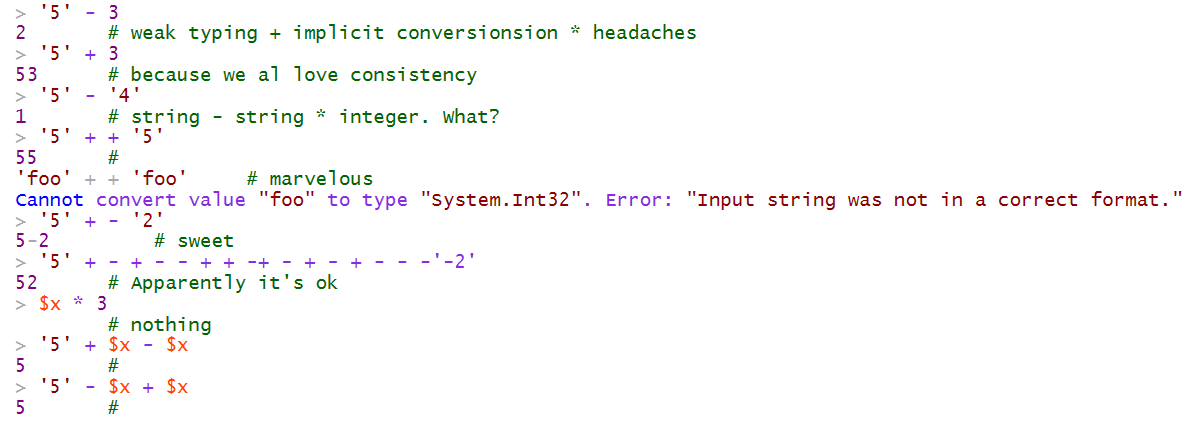 > '5' - 3
2       # weak typing + implicit conversionsion * headaches
> '5' + 3
53      # because we al love consistency
> '5' - '4'
1       # string - string * integer. What?
> '5' + + '5'
55      #
'foo' + + 'foo'      # marvelous
Cannot convert value "foo" to type "System.Int32". Error: "Input string was not in a correct format."
> '5' + - '2'
5-2         # sweet
> '5' + - + - - + + -+ - + - + - - -'-2'
52      # Apparently it's ok
> $x * 3
        # nothing
> '5' + $x - $x
5       #
> '5' - $x + $x
5       #